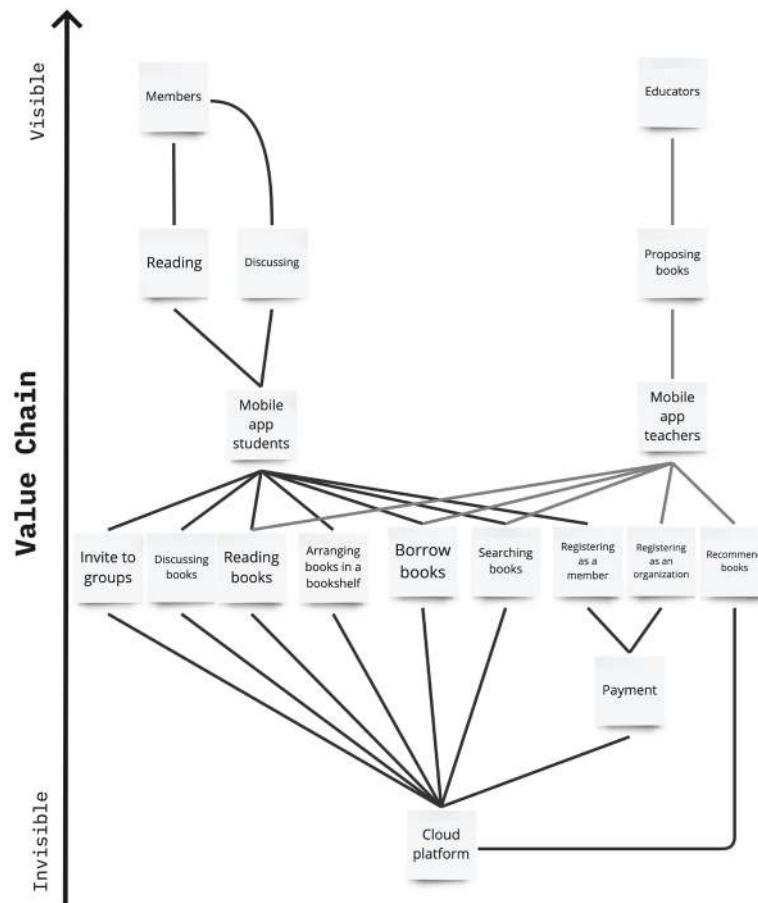 Visible
Members
Educators
Reading
Discussing
Proposing
books
Value Chain
Mobile
app
students
Mobile
app
teachers
Invite to
groups
Discussing
books
Reading
books
Arranging
books in a
bookshelf
Borrow
books
Searching
books
Registering
as a
member
Registering
as an
organization
Recommend
books
Payment
Invisible
Cloud
platform